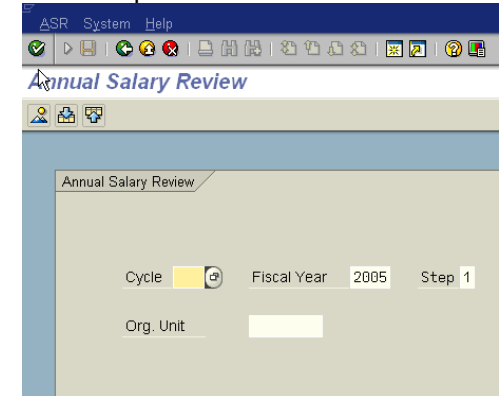 ASR System Help
Annual Salary Review
Annual Salary Review
Cycle Fiscal Year 2005 Step 1
Org. Unit